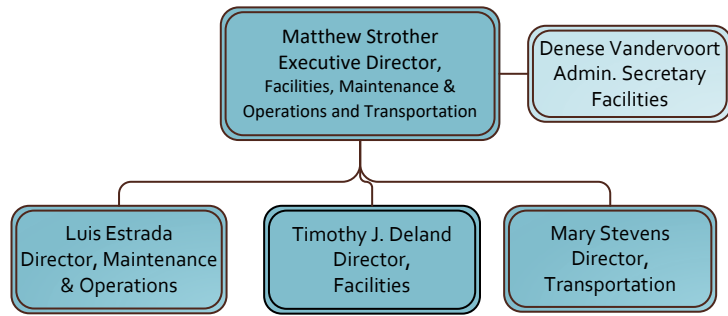 Matthew Strother
Executive Director,
Facilities, Maintenance &
Operations and Transportation
Denese Vandervoort
Admin. Secretary
Facilities
Luis Estrada
Director, Maintenance
& Operations
Timothy J. Deland
Director,
Facilities
Mary Stevens
Director,
Transportation